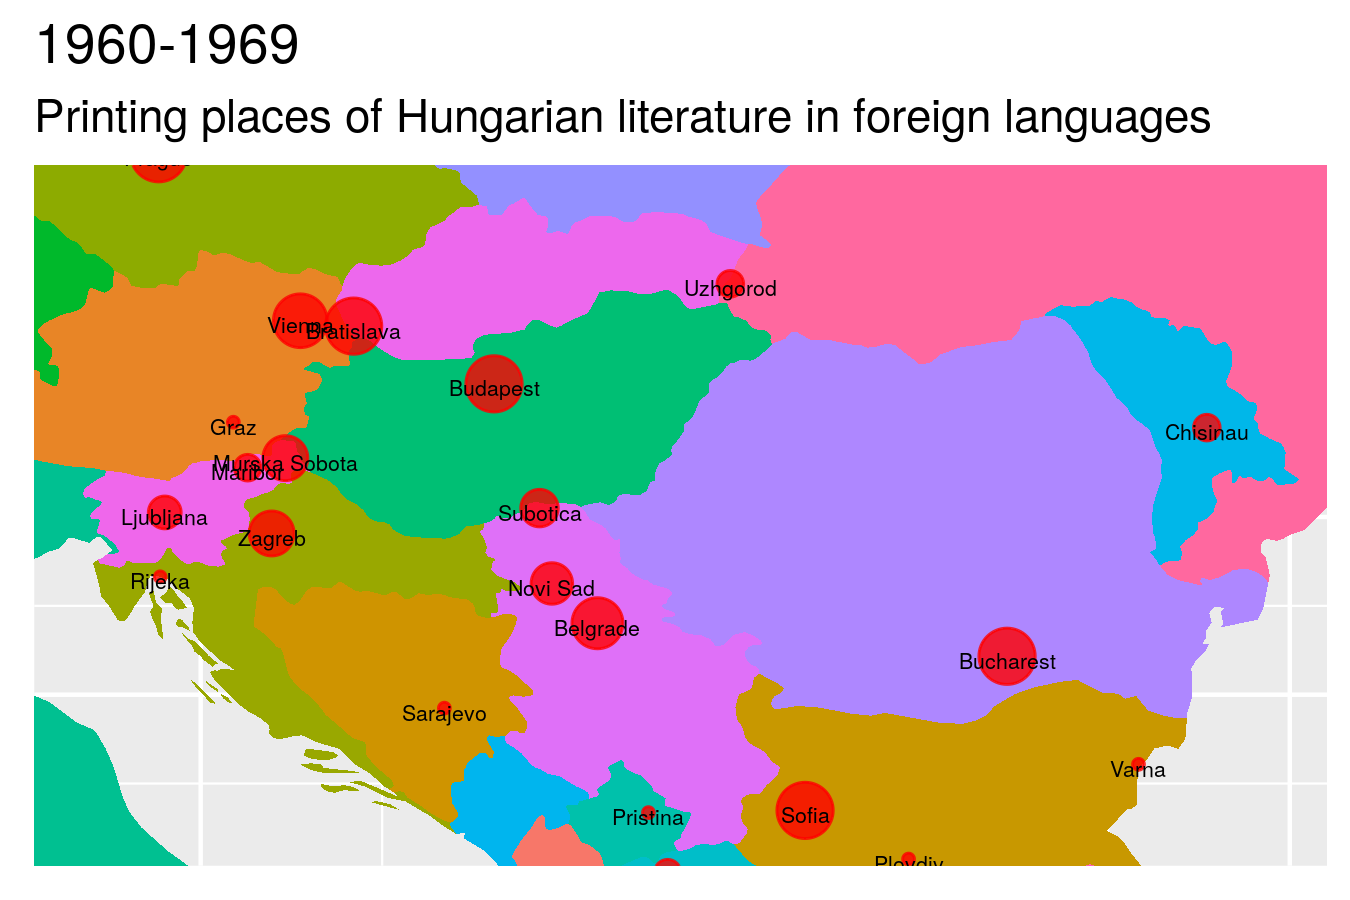 1960-1969
Printing places of Hungarian literature in foreign languages
Uzhgorod
Vienna
Bratislava
Budapest
Graz
Chisinau
Murska Sobota
Maribor
Ljubljana
Subotica
Zagreb
Rijeka
Novi Sad
Belgrade
Bucharest
Sarajevo
Varna
Pristina
Sofia
Plovdiv